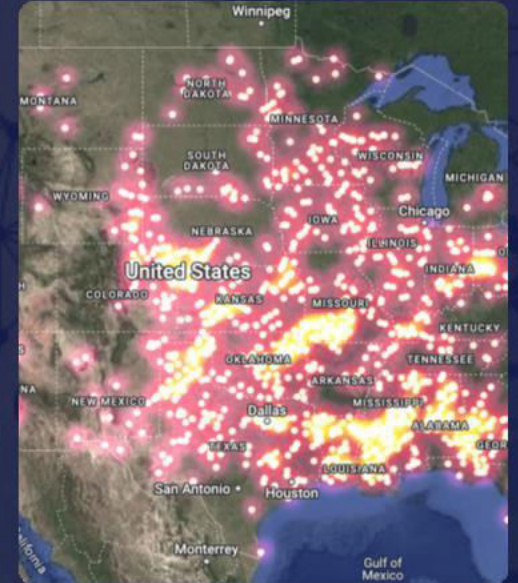 Winnipeg
NORTH
DAKOTA
MONTANA
MINNESOTA
SOUTH
DAKOTA
WISCONSIN
MICHIGAN
WYOMING
Chicago
IOWA
NEBRASKA
ILLINOIS
United States
INDIANA
COLORADO
KANSAS
MISSOURI
KENTUCKY
OKLAHOMA
TENNESSEE
ARKANSAS
NEW MEXICO
MISSISSIPPI
Dallas
ALABAMA
TEXAS
GEOR
LOUISIANA
San Antonio
Houston
Monterrey
Gulf of
Mexico